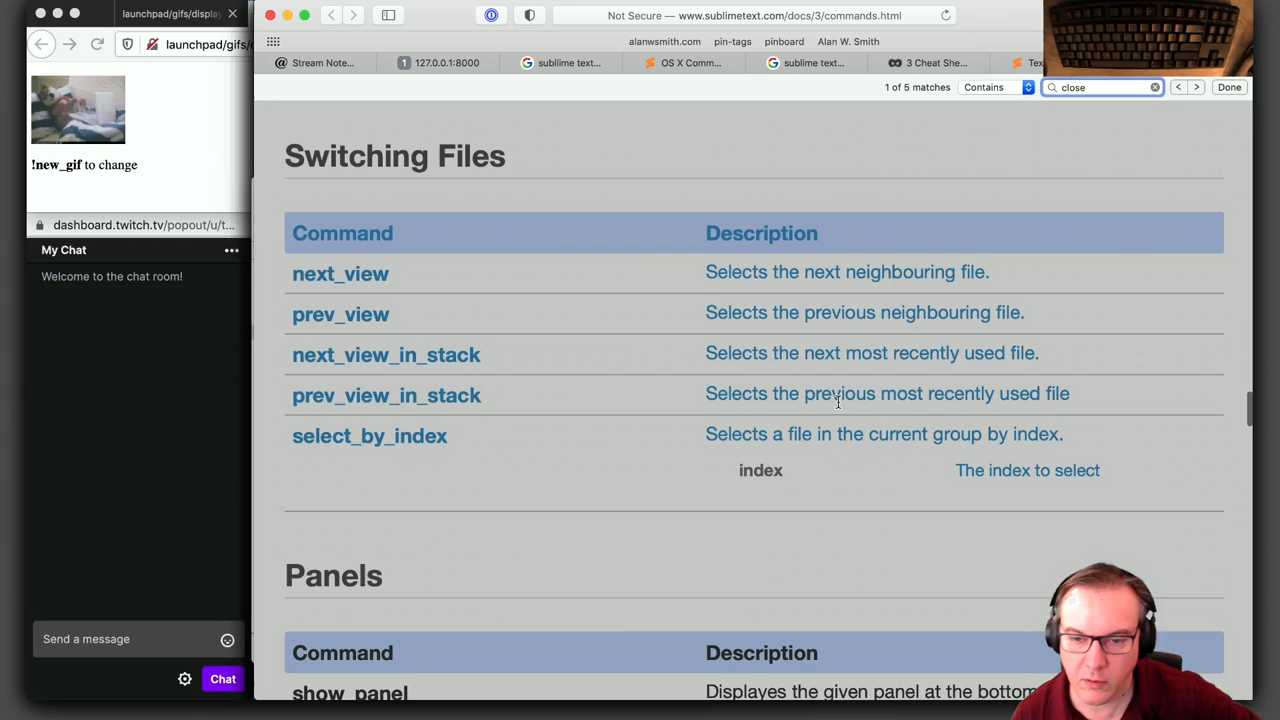 launchpad/gifs/display
launchpad/gifs/d
!new_gif to change
dashboard.twitch.tv/popout/u/t...
My Chat
Welcome to the chat room!
Send a message
Chat
Not Secure — www.sublimetext.com/docs/3/commands.html
alanwsmith.com
pin-tags
pinboard
Alan W. Smith
Stream Note...
1 127.0.0.1:8000
subllime text...
OS X Comm...
sublime text...
3 Cheat She...
Tex
1 of 5 matches
Contains
close
Done
Switching Files
Command Description
next_view Selects the next neighbouring file.
prev_view Selects the previous neighbouring file.
next_view_in_stack Selects the next most recently used file.
prev_view_in_stack Selects the previous most recently used file
select_by_index Selects a file in the current group by index.
index The index to select
Panels
Command Description
show_panel Displayes the given panel at the bottom